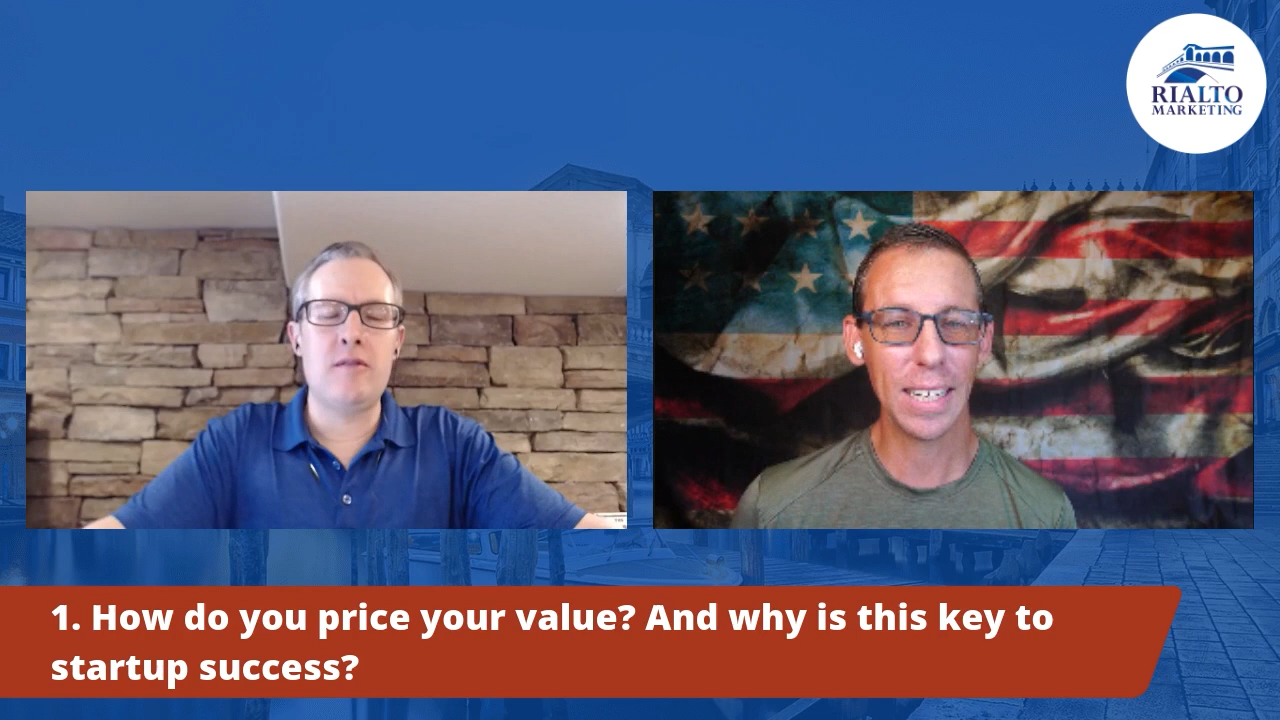 RIALTO
MARKETING
1. How do you price your value? And why is this key to
startup success?